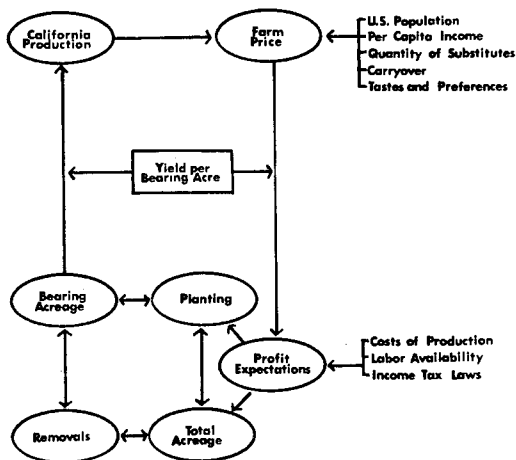 California
Production
Farm
Price
U.S. Population
Per Capita Income
Quantity of Substitutes
Carryover
Tastes and Preferences
Yield per
Bearing Acre
Bearing
Acreage
Planting
Profit
Expectations
Costs of Production
Labor Availability
Income Tax Laws
Removals
Total
Acreage